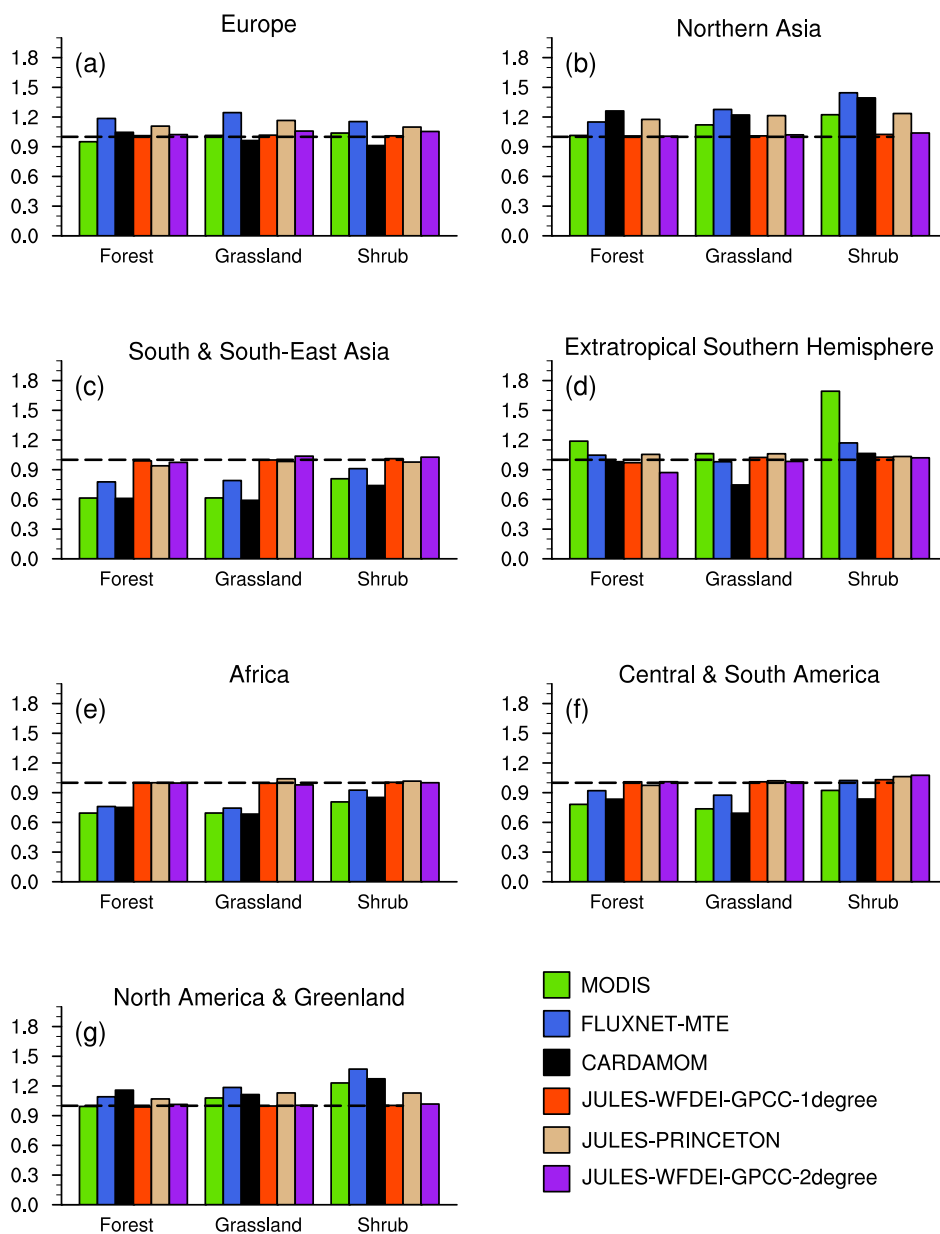 Europe
(a)
1.8
1.5
1.2
0.9
0.6
0.3
0.0
Forest Grassland Shrub
Northern Asia
(b)
1.8
1.5
1.2
0.9
0.6
0.3
0.0
Forest Grassland Shrub
South & South-East Asia
(c)
1.8
1.5
1.2
0.9
0.6
0.3
0.0
Forest Grassland Shrub
Extratropical Southern Hemisphere
(d)
1.8
1.5
1.2
0.9
0.6
0.3
0.0
Forest Grassland Shrub
Africa
(e)
1.8
1.5
1.2
0.9
0.6
0.3
0.0
Forest Grassland Shrub
Central & South America
(f)
1.8
1.5
1.2
0.9
0.6
0.3
0.0
Forest Grassland Shrub
North America & Greenland
(g)
1.8
1.5
1.2
0.9
0.6
0.3
0.0
Forest Grassland Shrub
MODIS
FLUXNET-MTE
CARDAMOM
JULES-WFDEI-GPCC-1degree
JULES-PRINCETON
JULES-WFDEI-GPCC-2degree